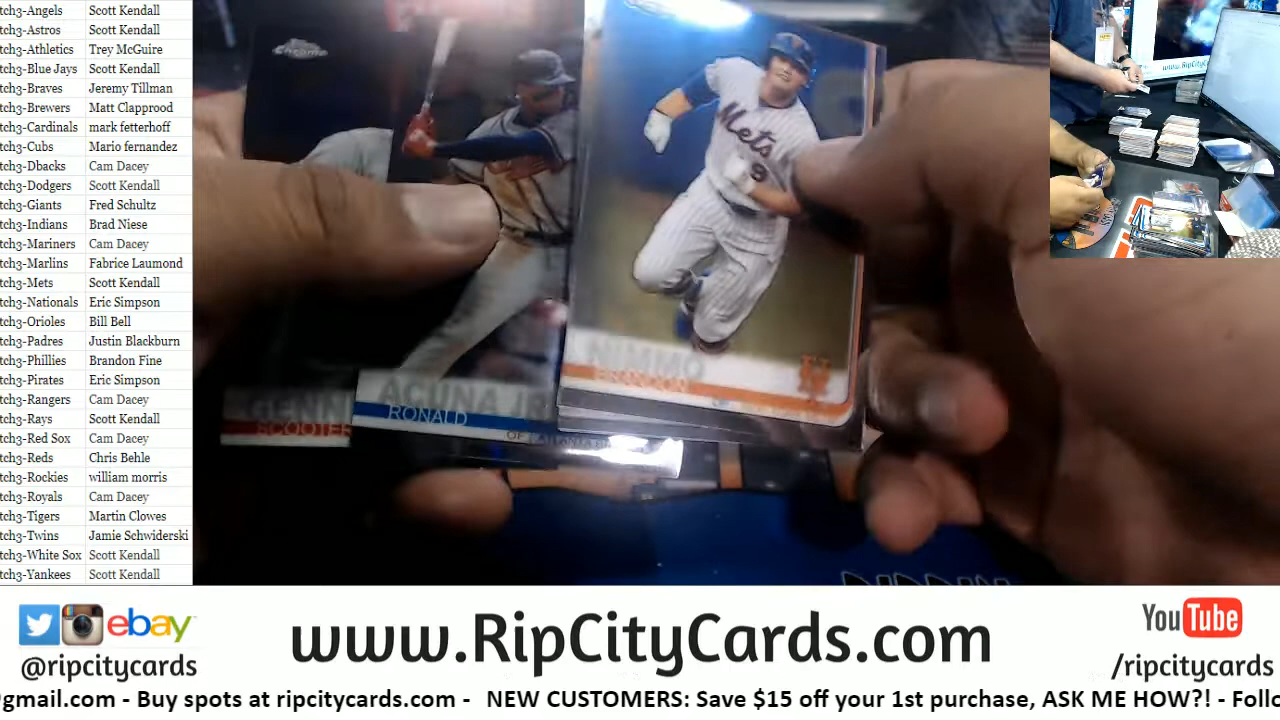 tch3-Angels Scott Kendall
tch3-Astros Scott Kendall
tch3-Athletics Trey McGuire
tch3-Blue Jays Scott Kendall
tch3-Braves Jeremy Tillman
tch3-Brewers Matt Clapprood
tch3-Cardinals mark fetterhoff
tch3-Cubs Mario fernandez
tch3-Dbacks Cam Dacey
tch3-Dodgers Scott Kendall
tch3-Giants Fred Schultz
tch3-Indians Brad Niese
tch3-Mariners Cam Dacey
tch3-Marlins Fabrice Laumond
tch3-Mets Scott Kendall
tch3-Nationals Eric Simpson
tch3-Orioles Bill Bell
tch3-Padres Justin Blackburn
tch3-Phillies Brandon Fine
tch3-Pirates Eric Simpson
tch3-Rangers Cam Dacey
tch3-Rays Scott Kendall
tch3-Red Sox Cam Dacey
tch3-Reds Chris Behle
tch3-Rockies william morris
tch3-Royals Cam Dacey
tch3-Tigers Martin Clowes
tch3-Twins Jamie Schwiderski
tch3-White Sox Scott Kendall
tch3-Yankees Scott Kendall
Chrome
Mets
9
NIMMO
BRANDON
ACUNA JR
RONALD
GENN
SCOOTER
www.RipCity
ebay
@ripcitycards
www.RipCityCards.com
YouTube
/ripcitycards
gmail.com - Buy spots at ripcitycards.com - NEW CUSTOMERS: Save $15 off your 1st purchase, ASK ME HOW?! - Follo